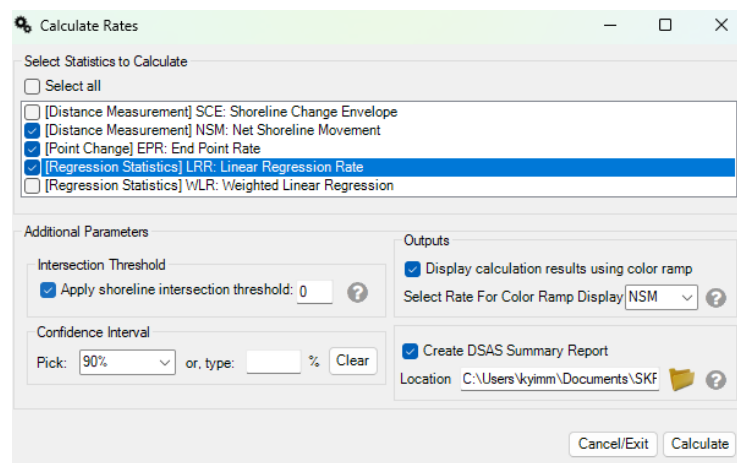 Calculate Rates
Select Statistics to Calculate
Select all
[Distance Measurement] SCE: Shoreline Change Envelope
[Distance Measurement] NSM: Net Shoreline Movement
[Point Change] EPR: End Point Rate
[Regression Statistics] LRR: Linear Regression Rate
[Regression Statistics] WLR: Weighted Linear Regression
Additional Parameters
Intersection Threshold
Apply shoreline intersection threshold: 0 ?
Confidence Interval
Pick: 90% or, type: % Clear
Outputs
Display calculation results using color ramp
Select Rate For Color Ramp Display NSM ?
Create DSAS Summary Report
Location C:\Users\kyimm\Documents\SKF ?
Cancel/Exit Calculate